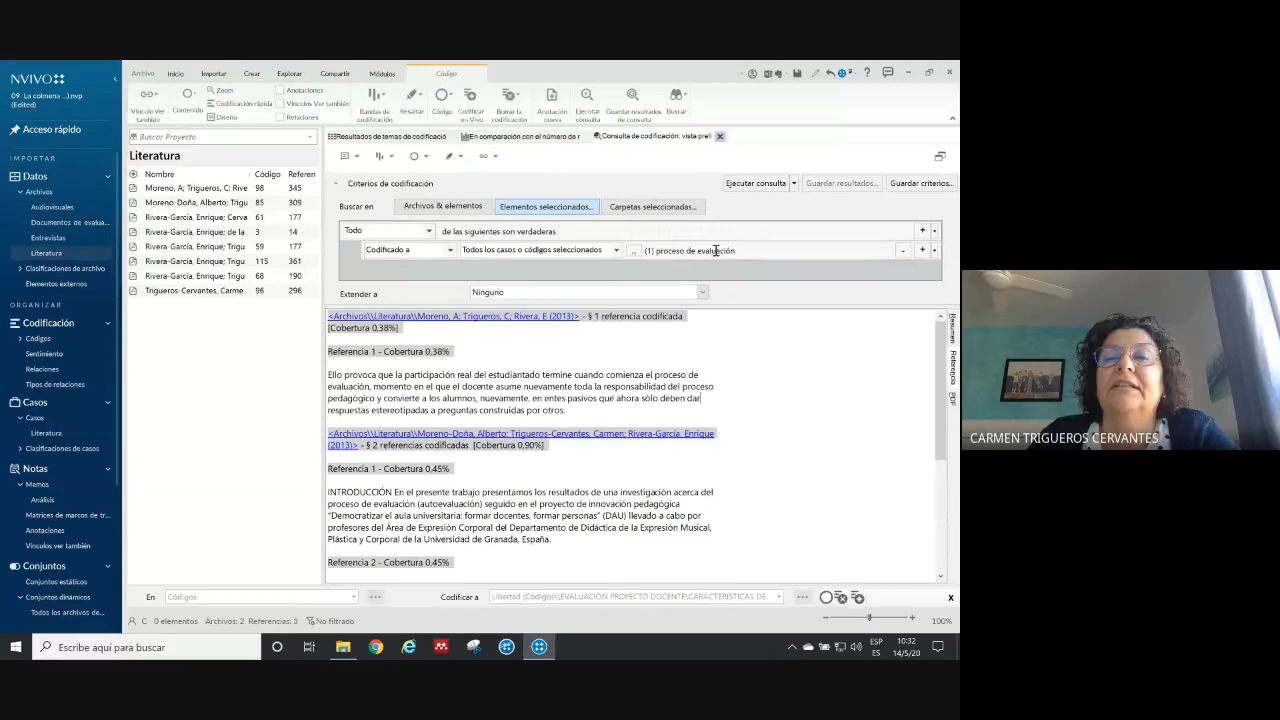 NVIVO
09 La colmena ...).nvp
(Edited)
Acceso rápido
IMPORTAR
Datos
Archivos
Audiovisuales
Documentos de evalua...
Entrevistas
Literatura
Clasificaciones de archivo
Elementos externos
ORGANIZAR
Codificación
Códigos
Sentimiento
Relaciones
Tipos de relaciones
Casos
Casos
Literatura
Clasificaciones de casos
Notas
Memos
Análisis
Matrices de marcos de tr...
Anotaciones
Vínculos ver también
Conjuntos
Conjuntos estáticos
Conjuntos dinámicos
Todos los archivos de...
Archivo Inicio Importar Crear Explorar Compartir Módulos Código
Vínculo Ver también
Contenido
Zoom
Codificación rápida
Diseño
Anotaciones
Vínculos Ver también
Relaciones
Bandas de codificación
Resaltar
Código
Codificar en Vivo
Borrar la codificación
Anotación nueva
Ejecutar consulta
Guardar resultados de consulta
Buscar
Buscar Proyecto
Literatura
Nombre Código Referen
Moreno, A; Trigueros, C; Rive 98 345
Moreno-Doña, Alberto; Trigu 85 309
Rivera-García, Enrique; Cerva 61 177
Rivera-García, Enrique; de la 3 14
Rivera-García, Enrique; Trigu 59 177
Rivera-García, Enrique; Trigu 115 361
Rivera-García, Enrique; Trigu 68 190
Trigueros-Cervantes, Carme 96 296
Resultados de temas de codificació
En comparación con el número de r
Consulta de codificación: vista preli
Criterios de codificación
Ejecutar consulta
Guardar resultados...
Guardar criterios...
Buscar en Archivos & elementos Elementos seleccionados... Carpetas seleccionadas...
Todo de las siguientes son verdaderas
Codificado a Todos los casos o códigos seleccionados ... (1) proceso de evaluación
Extender a Ninguno
<Archivos\\Literatura\\Moreno, A; Trigueros, C; Rivera, E (2013)> - § 1 referencia codificada
[Cobertura 0,38%]
Referencia 1 - Cobertura 0,38%
Ello provoca que la participación real del estudiantado termine cuando comienza el proceso de
evaluación, momento en el que el docente asume nuevamente toda la responsabilidad del proceso
pedagógico y convierte a los alumnos, nuevamente, en entes pasivos que ahora sólo deben dar
respuestas estereotipadas a preguntas construidas por otros.
<Archivos\\Literatura\\Moreno-Doña, Alberto; Trigueros-Cervantes, Carmen; Rivera-García, Enrique
(2013)> - § 2 referencias codificadas [Cobertura 0,90%]
Referencia 1 - Cobertura 0,45%
INTRODUCCIÓN En el presente trabajo presentamos los resultados de una investigación acerca del
proceso de evaluación (autoevaluación) seguido en el proyecto de innovación pedagógica
“Democratizar el aula universitaria: formar docentes, formar personas” (DAU) llevado a cabo por
profesores del Área de Expresión Corporal del Departamento de Didáctica de la Expresión Musical,
Plástica y Corporal de la Universidad de Granada, España.
Referencia 2 - Cobertura 0,45%
Resumen
Referencia
PDF
En Códigos
Codificar a Libertad (Códigos\\EVALUACIÓN PROYECTO DOCENTE\CARACTERÍSTICAS DE
C 0 elementos Archivos: 2 Referencias: 3 No filtrado
100%
Escribe aquí para buscar
ESP
ES
10:32
14/5/20
CARMEN TRIGUEROS CERVANTES